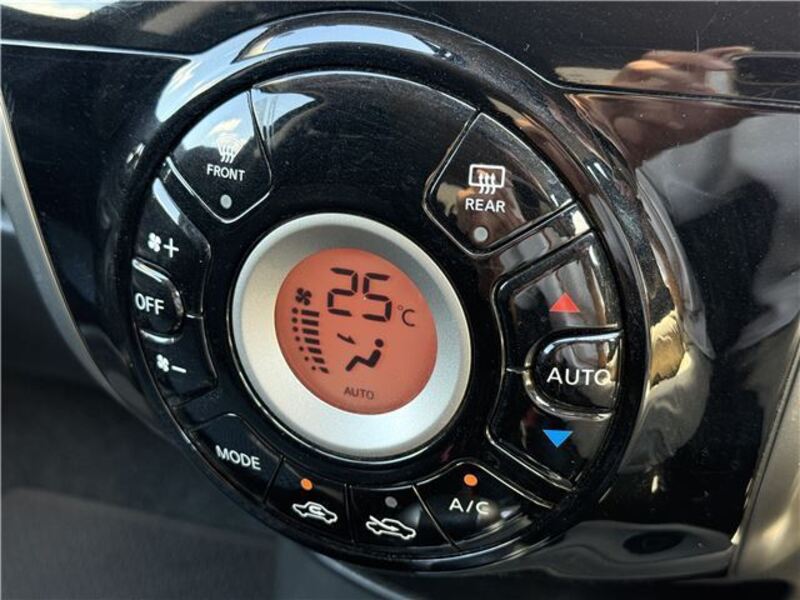 FRONT
REAR
+
OFF
-
25°C
AUTO
AUTO
MODE
A/C